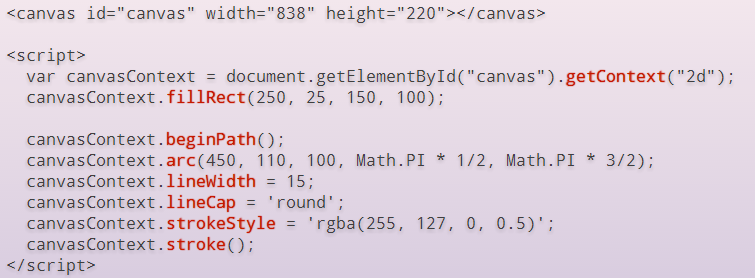 <canvas id="canvas" width="838" height="220"></canvas>
<script>
var canvasContext = document.getElementById("canvas").getContext("2d");
canvasContext.fillRect(250, 25, 150, 100);
canvasContext.beginPath();
canvasContext.arc(450, 110, 100, Math.PI * 1/2, Math.PI * 3/2);
canvasContext.lineWidth = 15;
canvasContext.lineCap = 'round';
canvasContext.strokeStyle = 'rgba(255, 127, 0, 0.5)';
canvasContext.stroke();
</script>